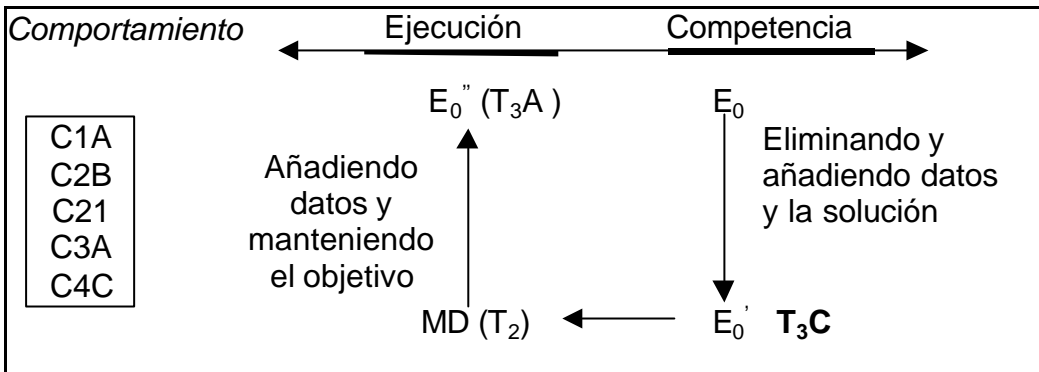 Comportamiento Ejecución Competencia
E₀” (T₃A ) E₀
C1A
C2B
C21
C3A
C4C
Añadiendo
datos y
manteniendo
el objetivo
Eliminando y
añadiendo datos
y la solución
MD (T₂) E₀’ T₃C